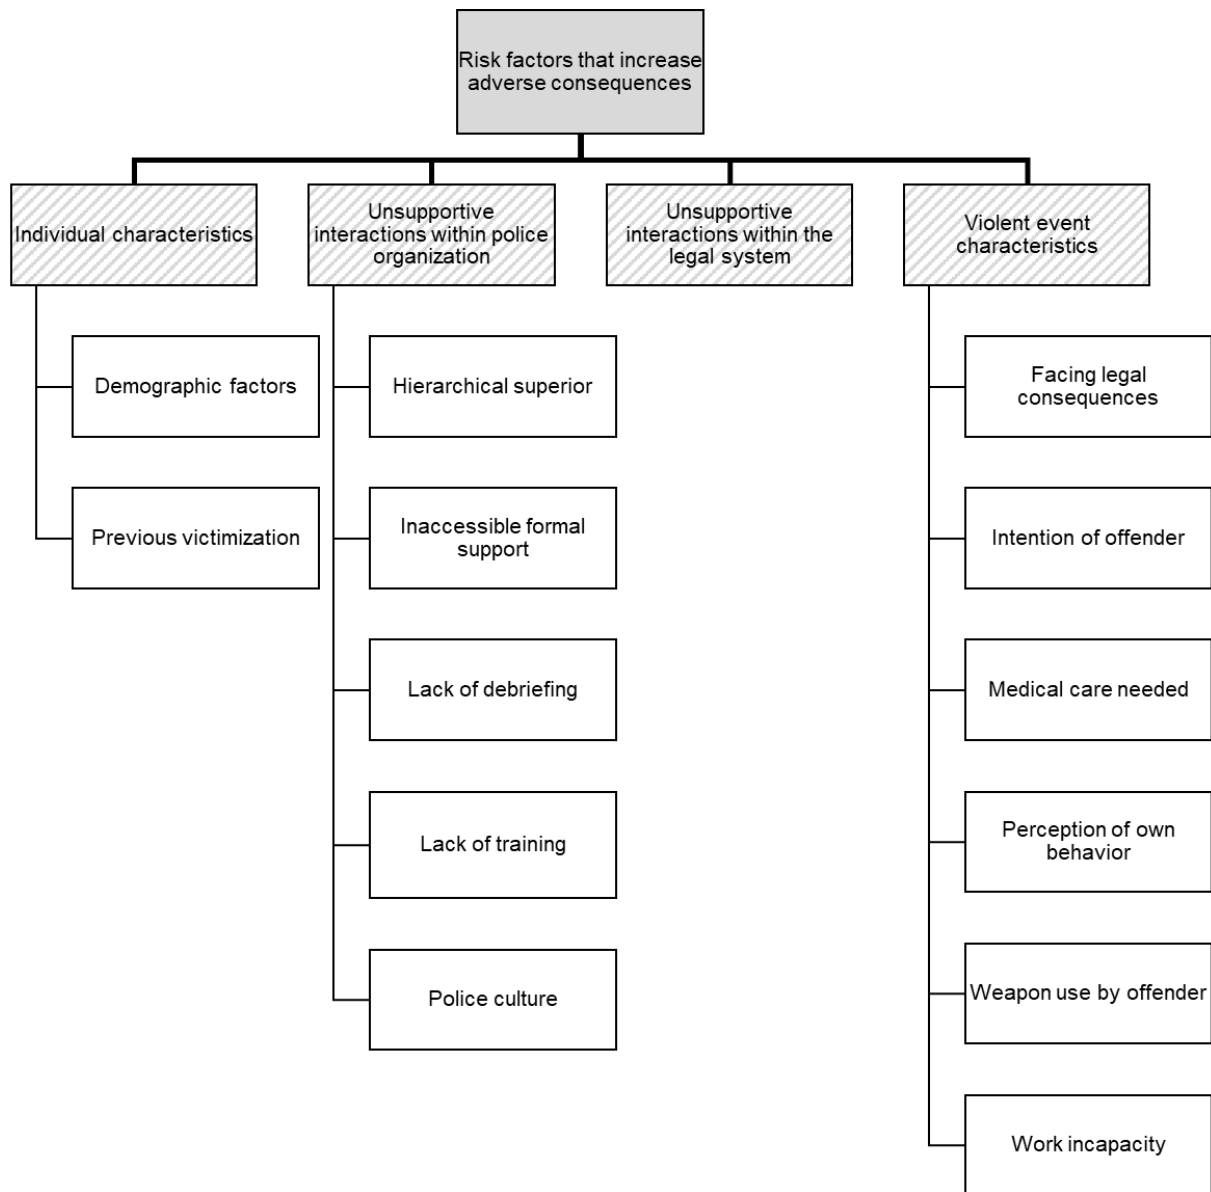 Risk factors that increase
adverse consequences
Individual characteristics
Unsupportive
interactions within police
organization
Unsupportive
interactions within the
legal system
Violent event
characteristics
Demographic factors
Previous victimization
Hierarchical superior
Inaccessible formal
support
Lack of debriefing
Lack of training
Police culture
Facing legal
consequences
Intention of offender
Medical care needed
Perception of own
behavior
Weapon use by offender
Work incapacity